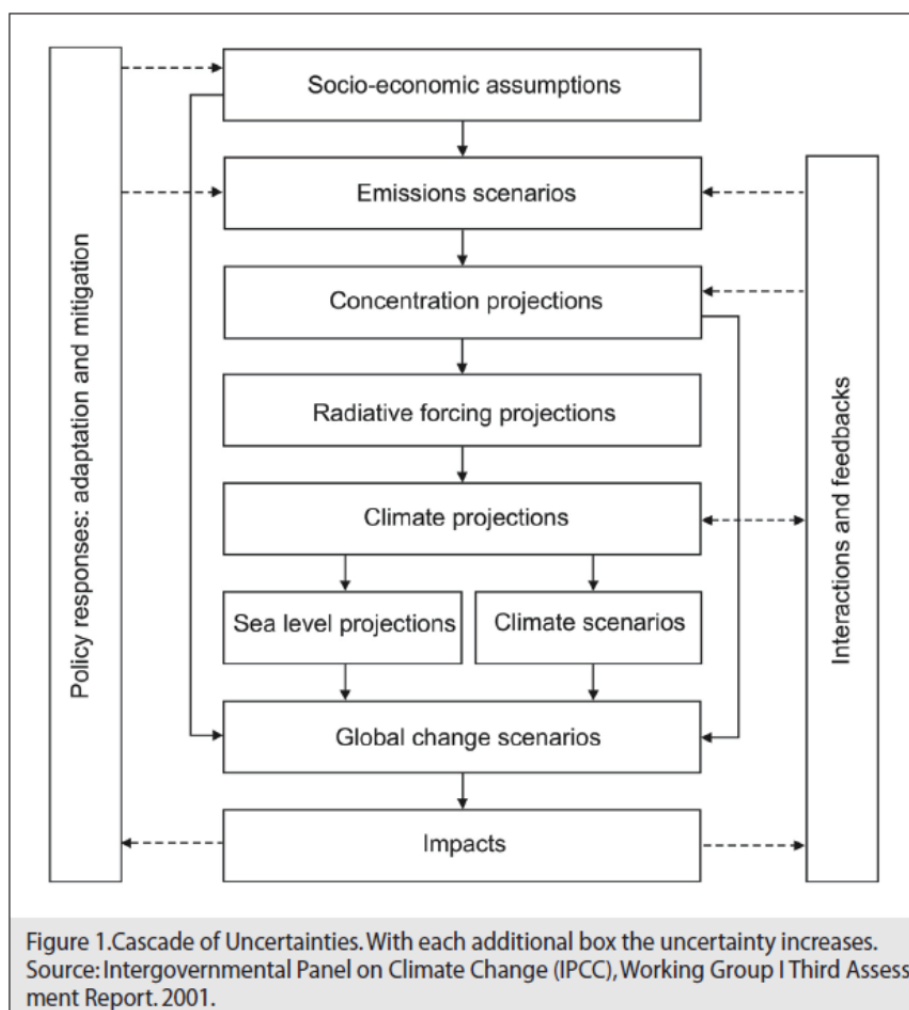 Policy responses: adaptation and mitigation
Socio-economic assumptions
Emissions scenarios
Concentration projections
Radiative forcing projections
Climate projections
Sea level projections
Climate scenarios
Global change scenarios
Impacts
Interactions and feedbacks
Figure 1.Cascade of Uncertainties. With each additional box the uncertainty increases.
Source: Intergovernmental Panel on Climate Change (IPCC), Working Group I Third Assess
ment Report. 2001.